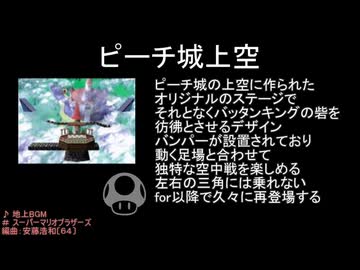 ピーチ城上空
ピーチ城の上空に作られた
オリジナルのステージで
それとなくバッタンキングの砦を
彷彿とさせるデザイン
バンパーが設置されており
動く足場と合わせて
独特な空中戦を楽しめる
左右の三角には乗れない
for以降で久々に再登場する
♪ 地上BGM
# スーパーマリオブラザーズ
編曲:安藤浩和〔64〕